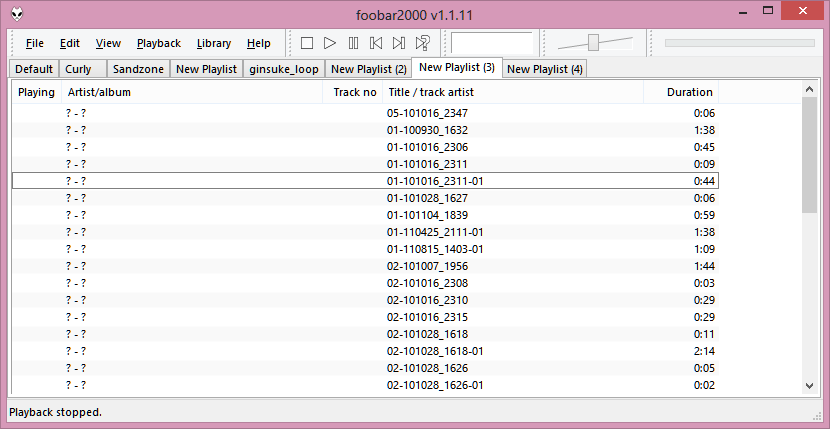 foobar2000 v1.1.11
File Edit View Playback Library Help
Default Curly Sandzone New Playlist ginsuke_loop New Playlist (2) New Playlist (3) New Playlist (4)
Playing Artist/album Track no Title / track artist Duration
? - ? 05-101016_2347 0:06
? - ? 01-100930_1632 1:38
? - ? 01-101016_2306 0:45
? - ? 01-101016_2311 0:09
? - ? 01-101016_2311-01 0:44
? - ? 01-101028_1627 0:06
? - ? 01-101104_1839 0:59
? - ? 01-110425_2111-01 1:38
? - ? 01-110815_1403-01 1:09
? - ? 02-101007_1956 1:44
? - ? 02-101016_2308 0:03
? - ? 02-101016_2310 0:29
? - ? 02-101016_2315 0:29
? - ? 02-101028_1618 0:11
? - ? 02-101028_1618-01 2:14
? - ? 02-101028_1626 0:05
? - ? 02-101028_1626-01 0:02
Playback stopped.